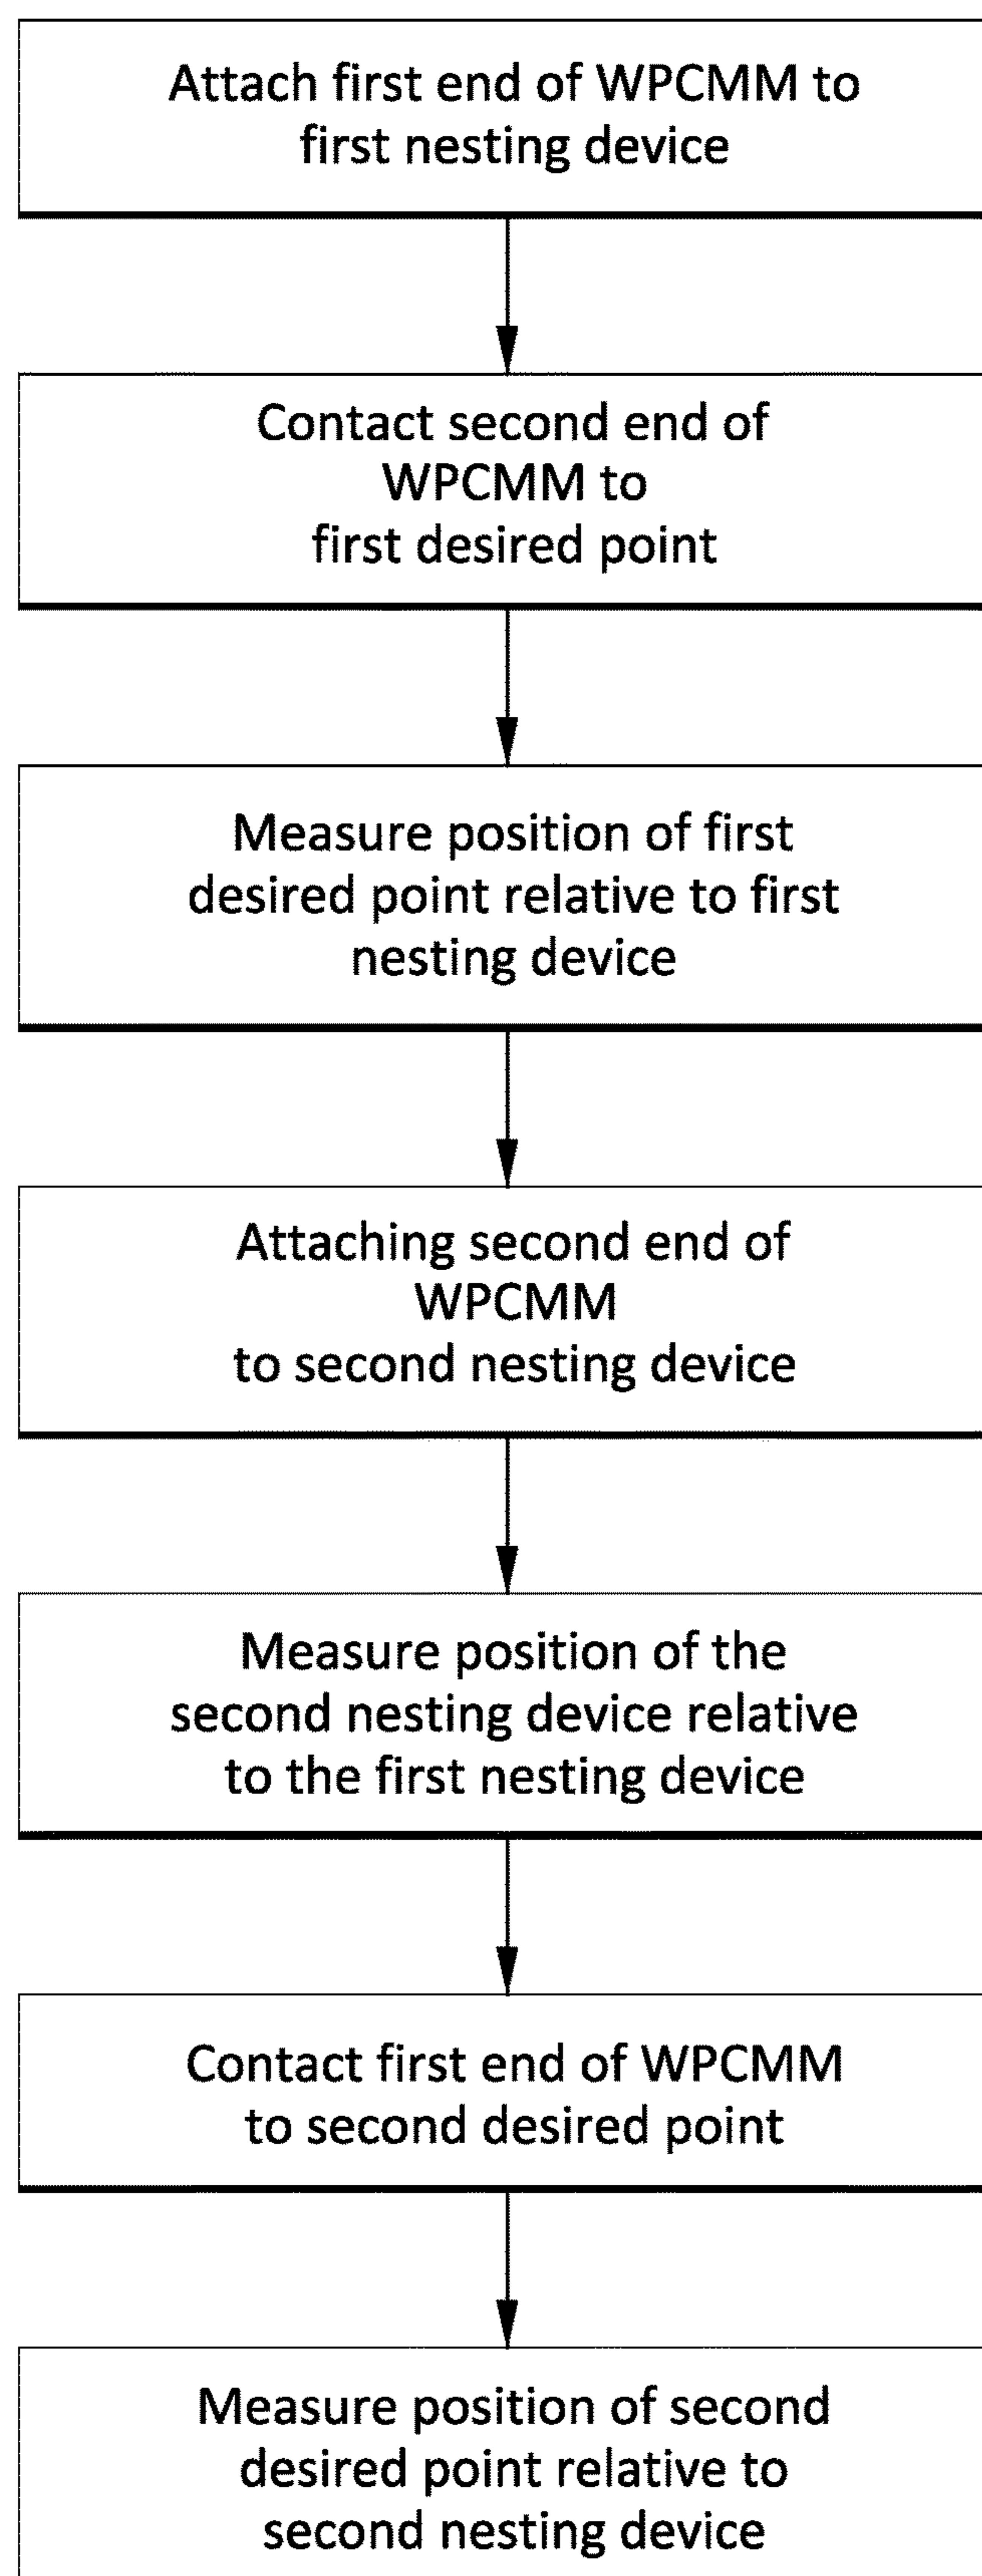 Attach first end of WPCMM to
first nesting device
Contact second end of
WPCMM to
first desired point
Measure position of first
desired point relative to first
nesting device
Attaching second end of
WPCMM
to second nesting device
Measure position of the
second nesting device relative
to the first nesting device
Contact first end of WPCMM
to second desired point
Measure position of second
desired point relative to
second nesting device